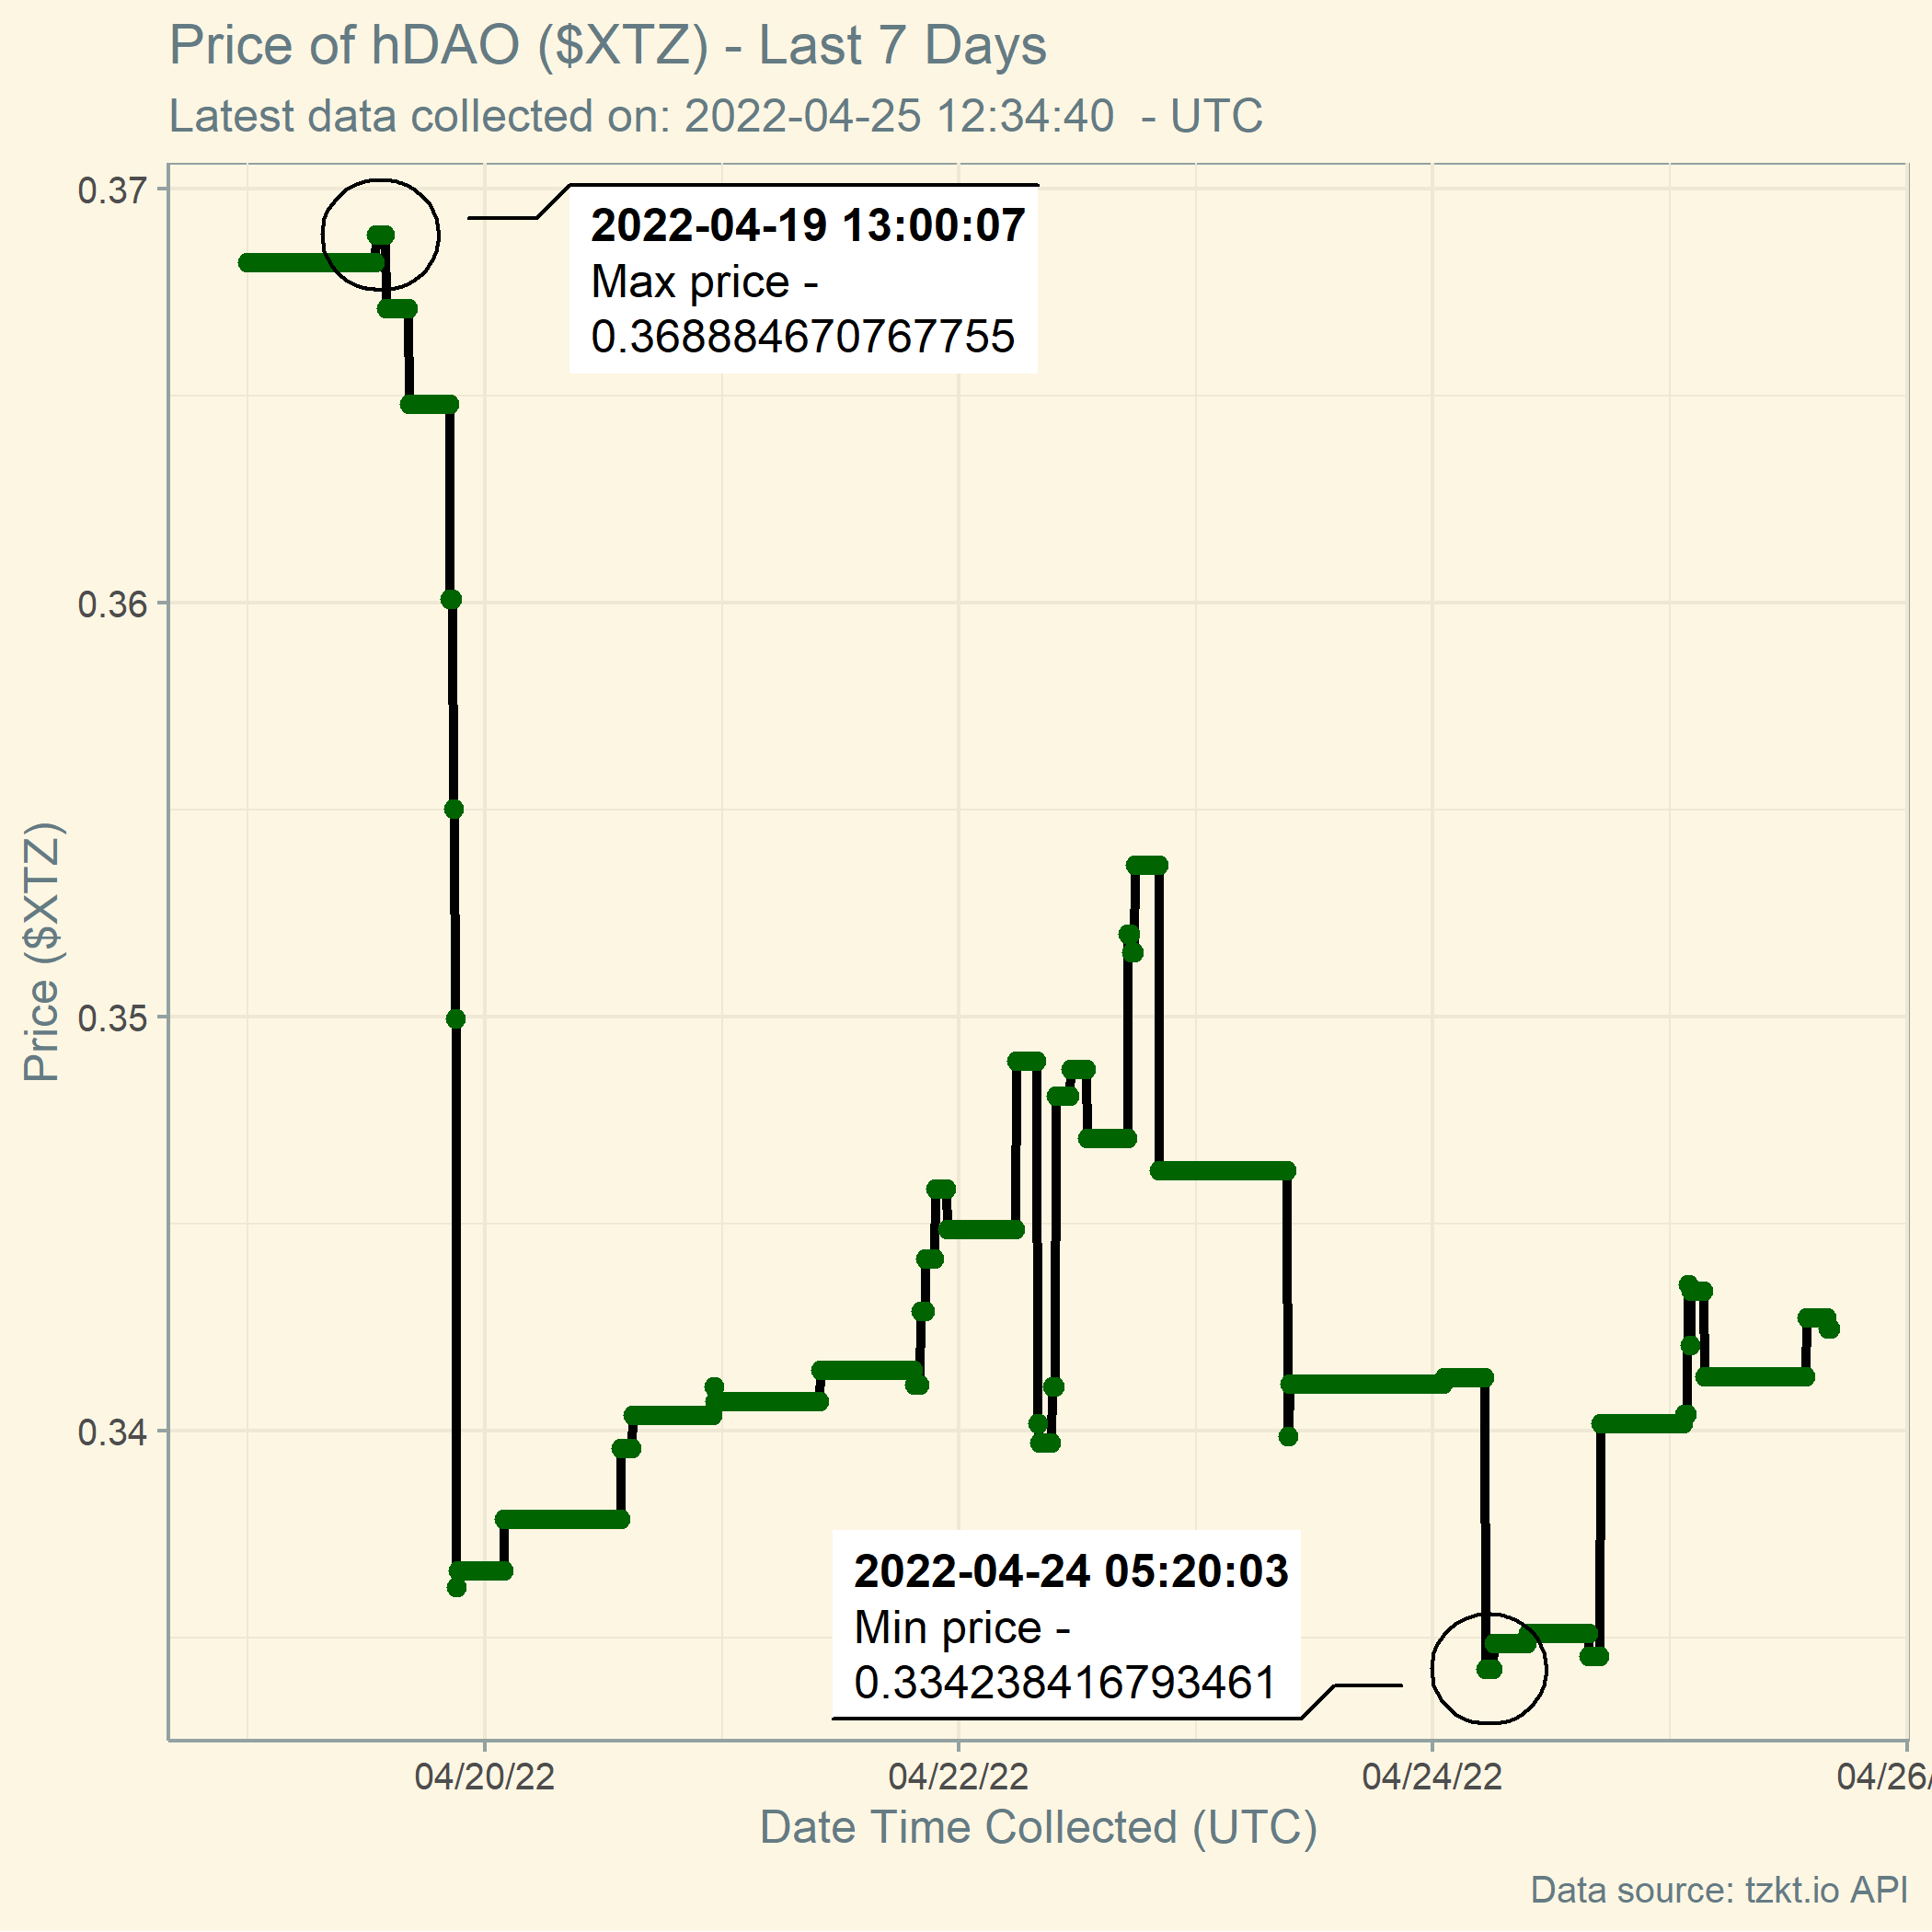 Price of hDAO ($XTZ) - Last 7 Days
Latest data collected on: 2022-04-25 12:34:40  - UTC
0.37
2022-04-19 13:00:07
Max price -
0.368884670767755
0.36
Price ($XTZ)
0.35
0.34
2022-04-24 05:20:03
Min price -
0.334238416793461
04/20/22
04/22/22
04/24/22
04/26/
Date Time Collected (UTC)
Data source: tzkt.io API